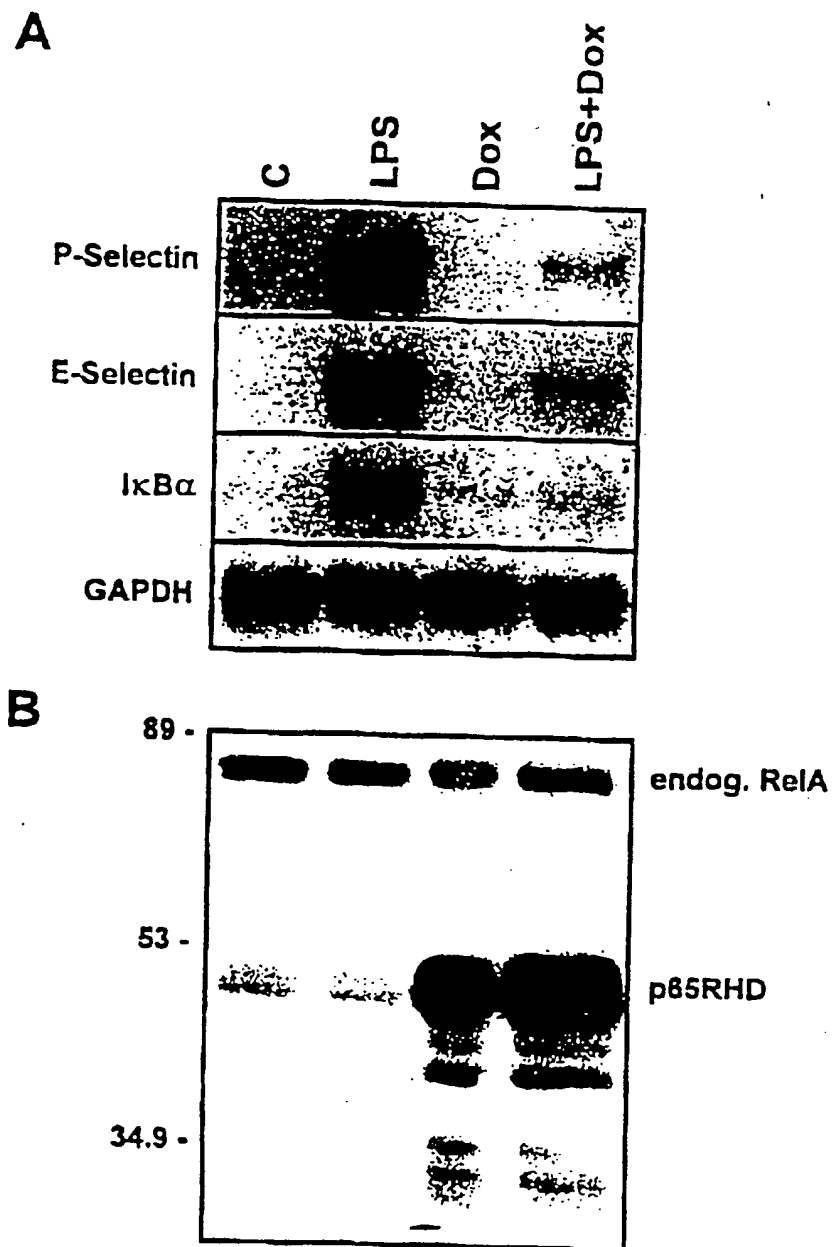 A
C LPS Dox LPS+Dox
P-Selectin
E-Selectin
IκBα
GAPDH
B
89 -
endog. RelA
53 -
p65RHD
34.9 -